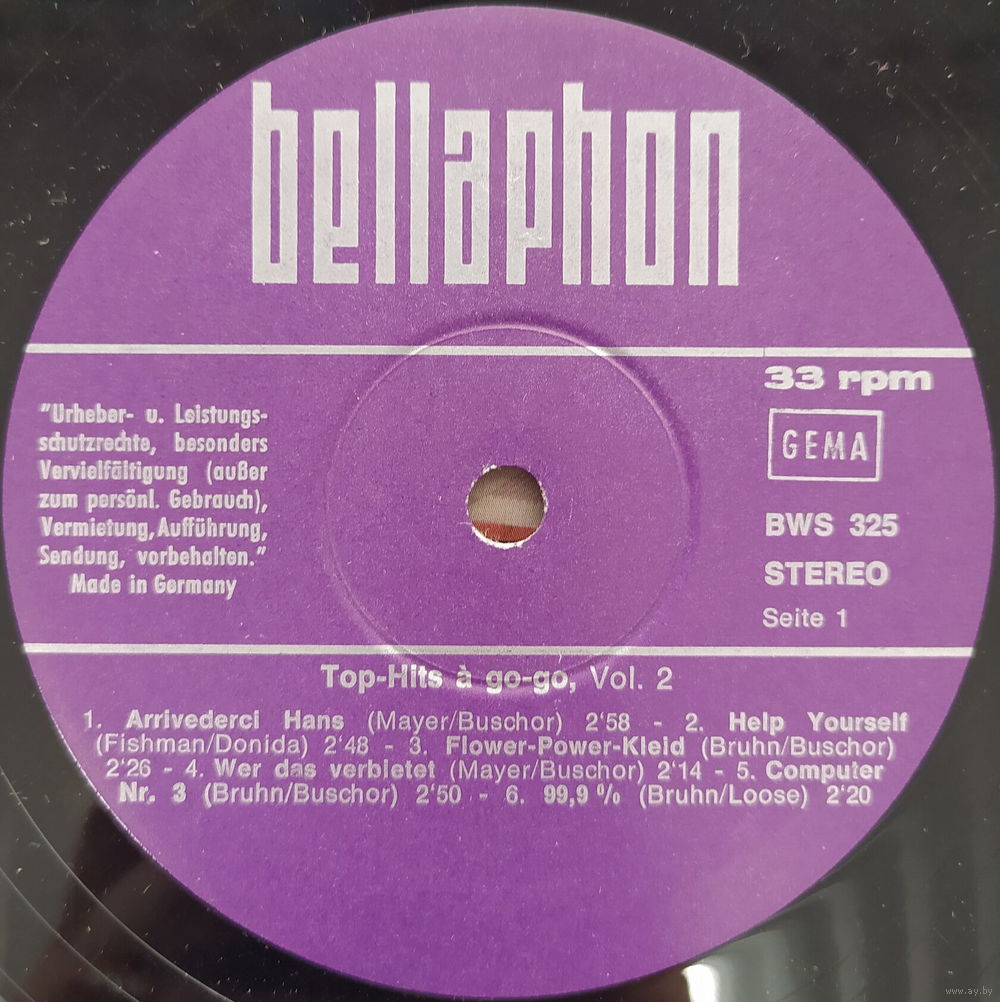 bellaphon
33 rpm
GEMA
"Urheber- u. Leistungs-
schutzrechte, besonders
Vervielfältigung (außer
zum persönl. Gebrauch),
Vermietung, Aufführung,
Sendung, vorbehalten."
Made in Germany
BWS 325
STEREO
Seite 1
Top-Hits à go-go, Vol. 2
1. Arrivederci Hans (Mayer/Buschor) 2'58 - 2. Help Yourself
(Fishman/Donida) 2'48 - 3. Flower-Power-Kleid (Bruhn/Buschor)
2'26 - 4. Wer das verbietet (Mayer/Buschor) 2'14 - 5. Computer
Nr. 3 (Bruhn/Buschor) 2'50 - 6. 99,9 % (Bruhn/Loose) 2'20
www.ay.by